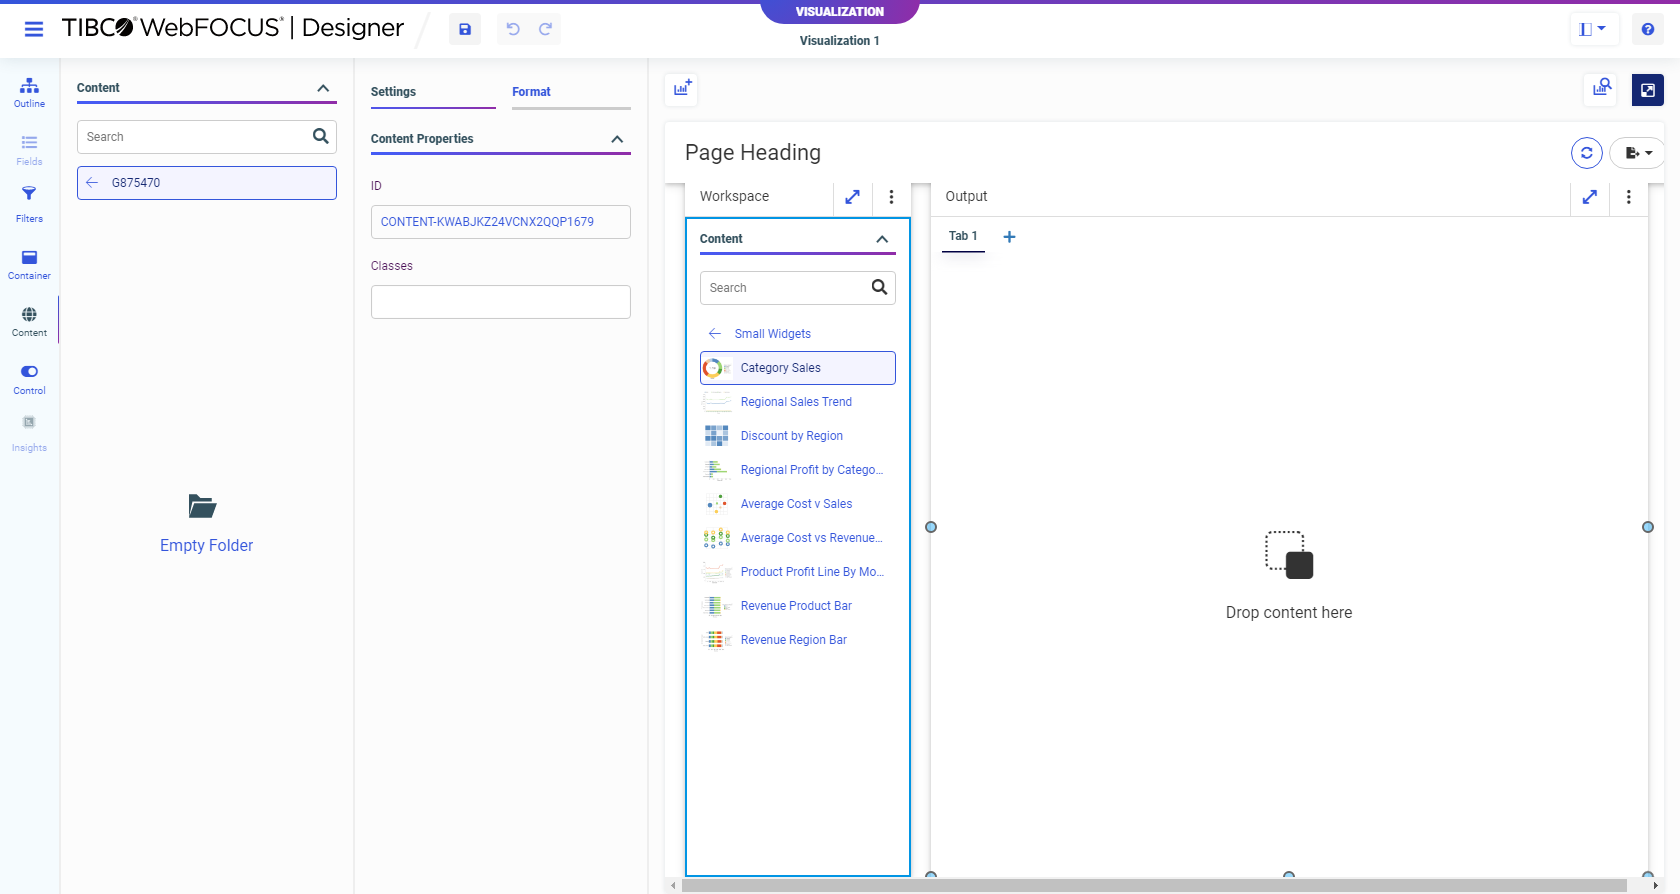 VISUALIZATION
TIBCO® WebFOCUS® | Designer
Visualization 1
Outline
Fields
Filters
Container
Content
Control
Insights
Content
Search
G875470
Empty Folder
Settings
Format
Content Properties
ID
CONTENT-KWABJKZ24VCNX2QQP1679
Classes
Page Heading
Workspace
Content
Search
Small Widgets
Category Sales
Regional Sales Trend
Discount by Region
Regional Profit by Catego...
Average Cost v Sales
Average Cost vs Revenue...
Product Profit Line By Mo...
Revenue Product Bar
Revenue Region Bar
Output
Tab 1
Drop content here